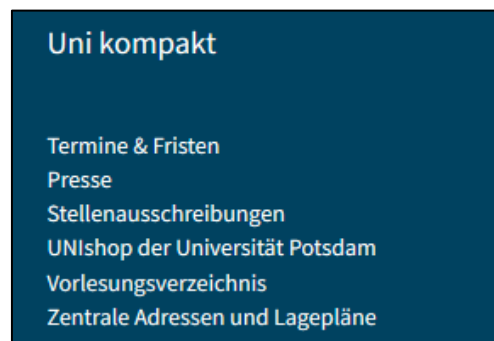 Uni kompakt
Termine & Fristen
Presse
Stellenausschreibungen
UNIshop der Universität Potsdam
Vorlesungsverzeichnis
Zentrale Adressen und Lagepläne